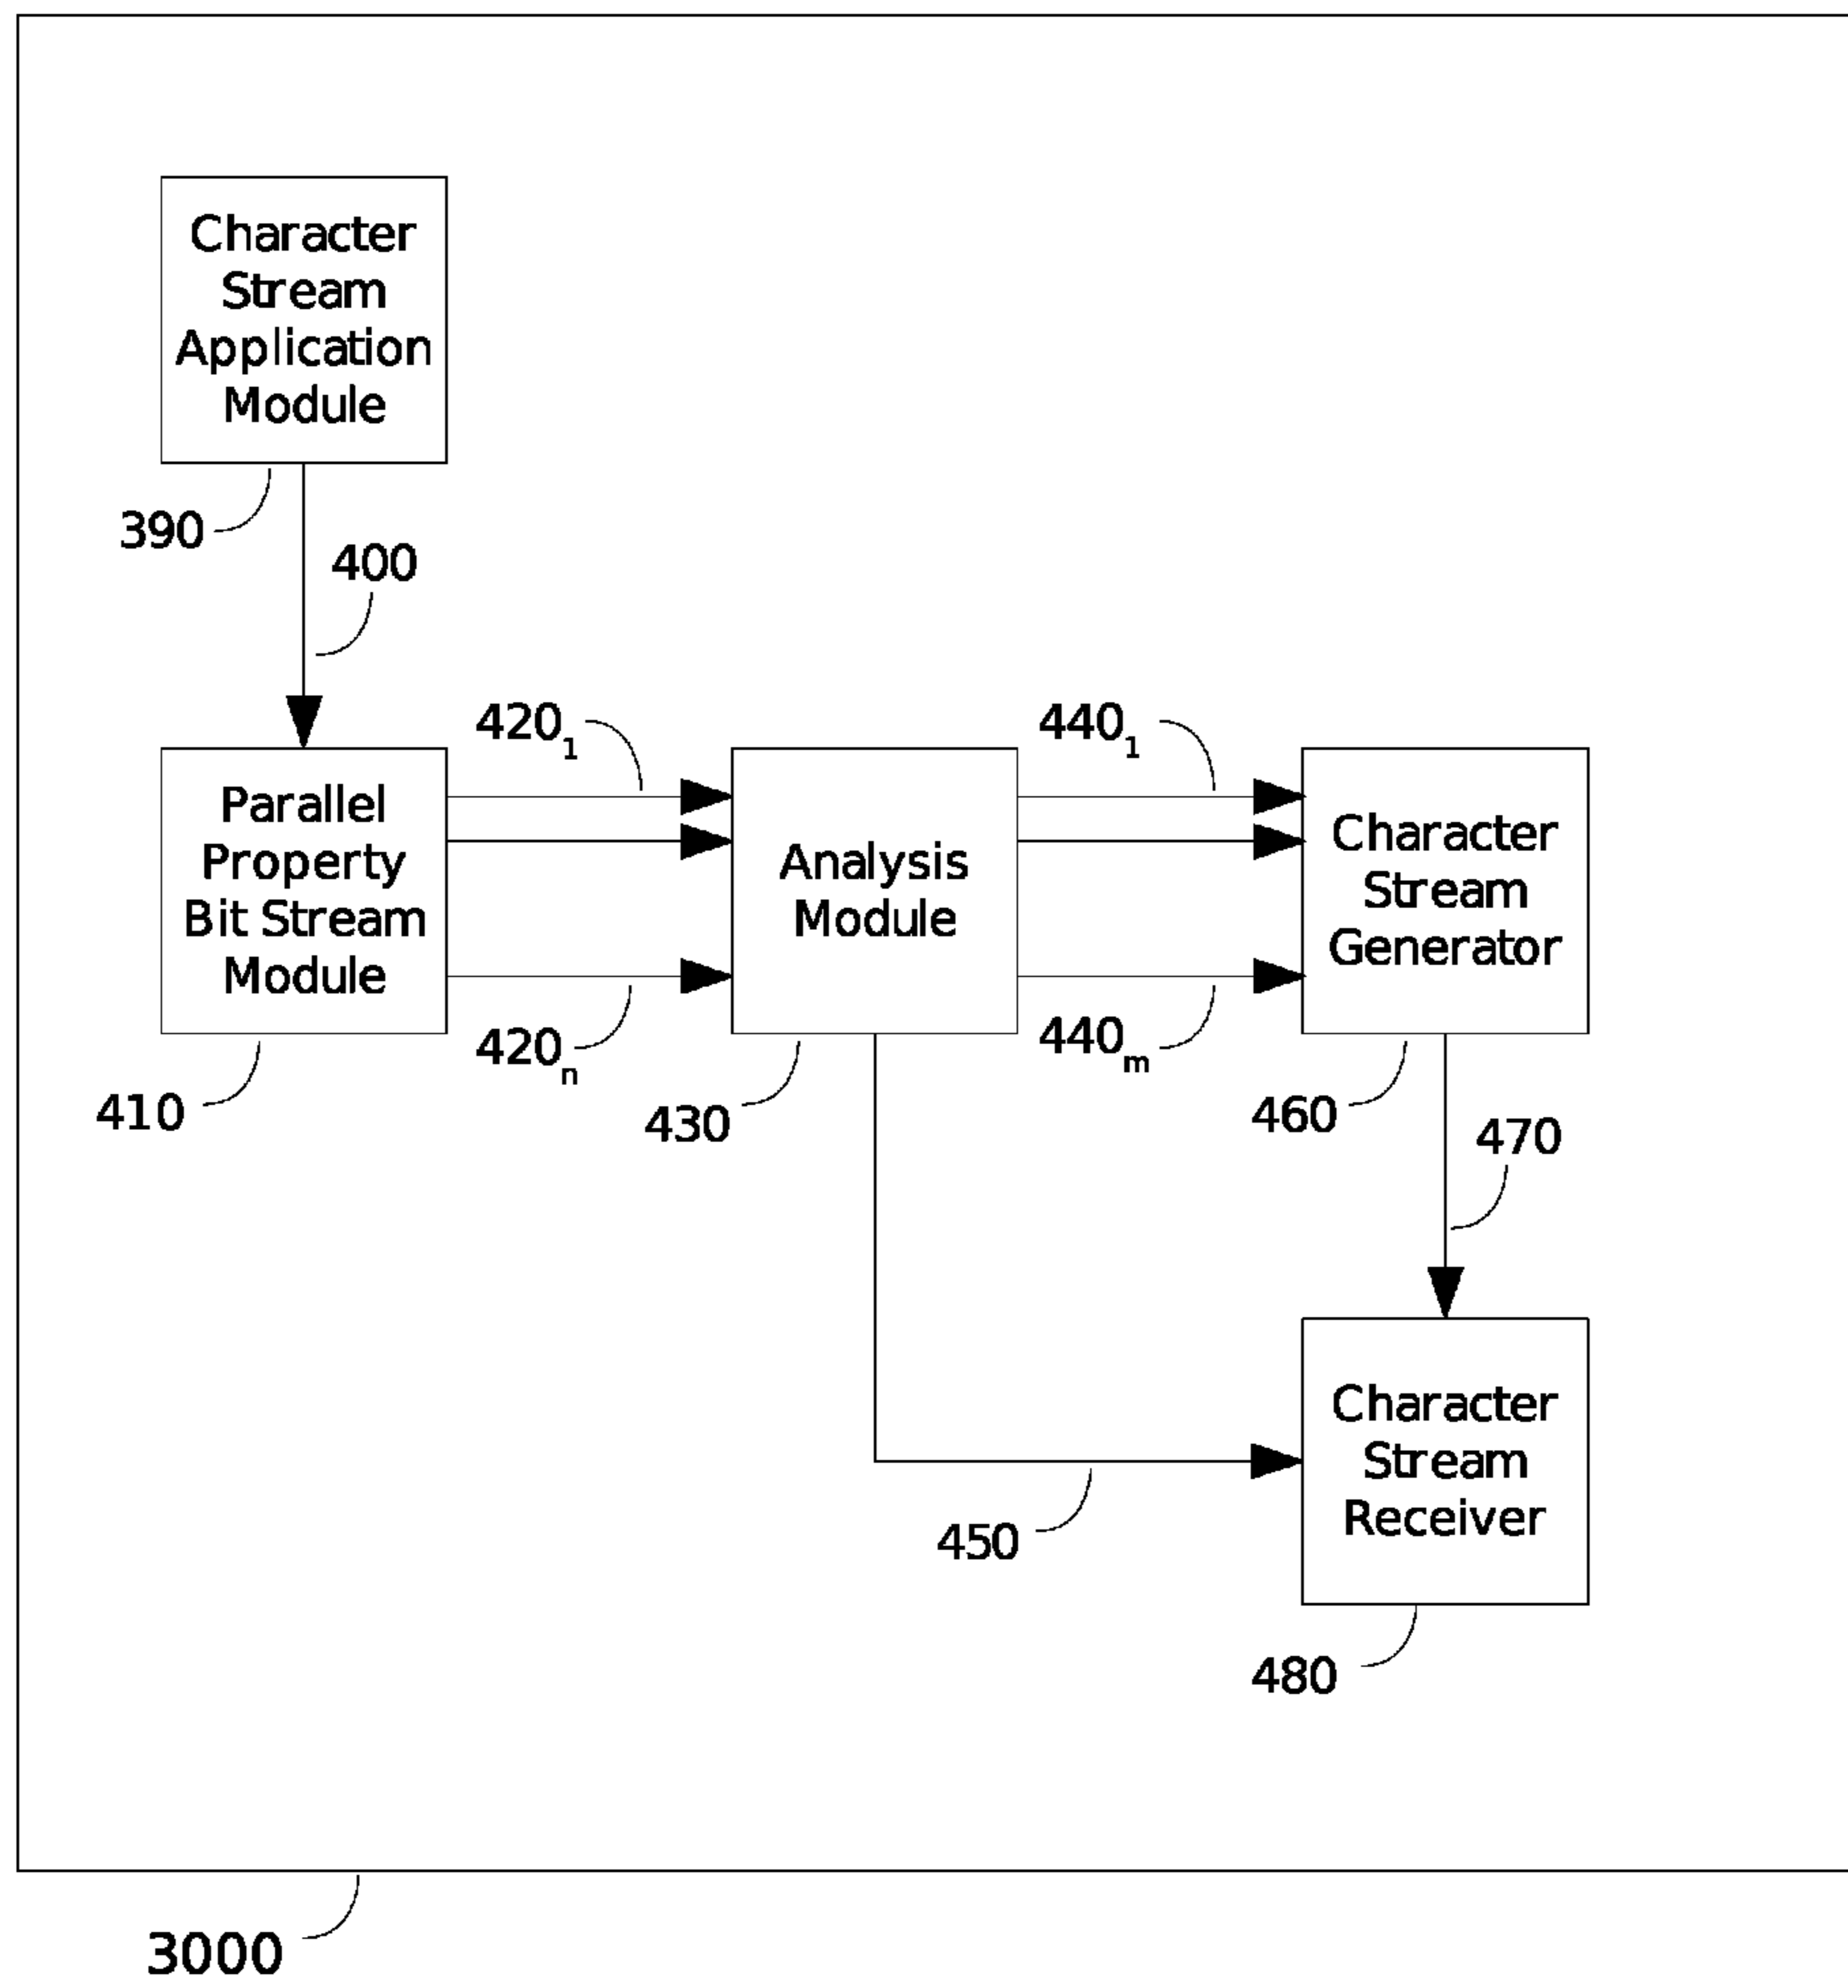 Character
Stream
Application
Module
390
400
420₁
440₁
Parallel
Property
Bit Stream
Module
Analysis
Module
Character
Stream
Generator
420ₙ
440ₘ
410
430
460
470
Character
Stream
Receiver
450
480
3000